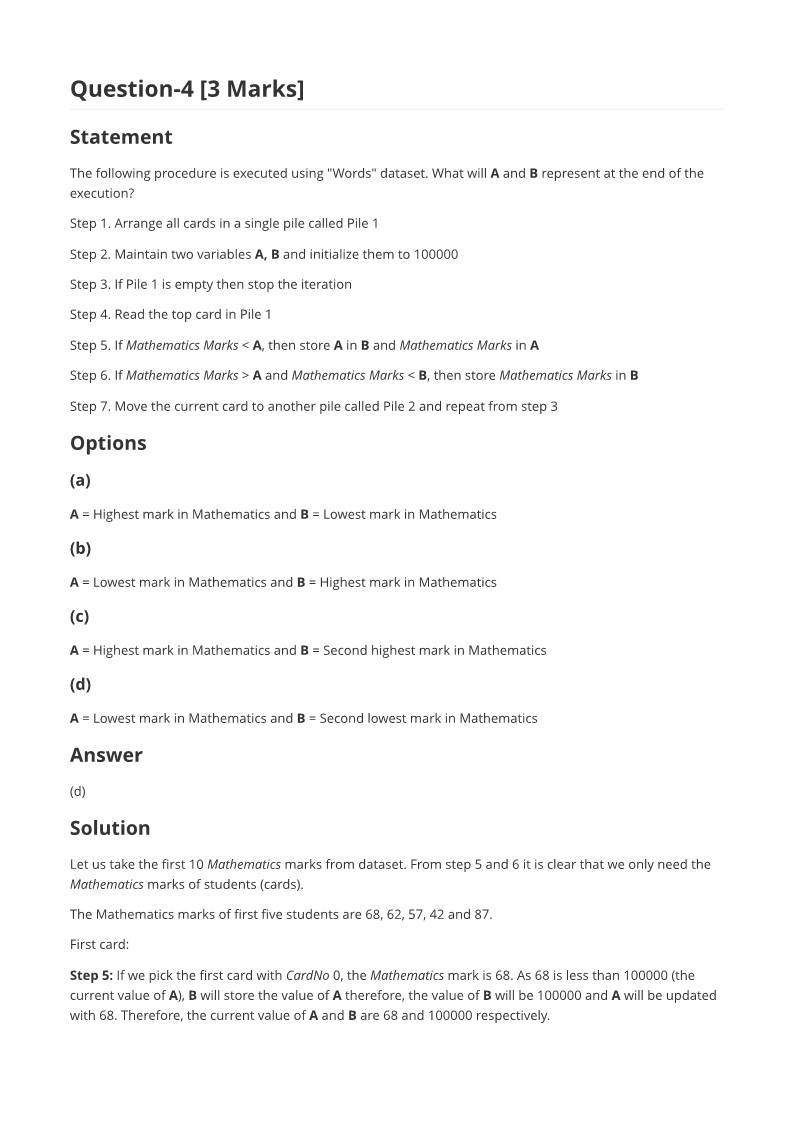 Question-4 [3 Marks]
Statement
The following procedure is executed using "Words" dataset. What will A and B represent at the end of the
execution?
Step 1. Arrange all cards in a single pile called Pile 1
Step 2. Maintain two variables A, B and initialize them to 100000
Step 3. If Pile 1 is empty then stop the iteration
Step 4. Read the top card in Pile 1
Step 5. If Mathematics Marks < A, then store A in B and Mathematics Marks in A
Step 6. If Mathematics Marks > A and Mathematics Marks < B, then store Mathematics Marks in B
Step 7. Move the current card to another pile called Pile 2 and repeat from step 3
Options
(a)
A = Highest mark in Mathematics and B = Lowest mark in Mathematics
(b)
A = Lowest mark in Mathematics and B = Highest mark in Mathematics
(c)
A = Highest mark in Mathematics and B = Second highest mark in Mathematics
(d)
A = Lowest mark in Mathematics and B = Second lowest mark in Mathematics
Answer
(d)
Solution
Let us take the first 10 Mathematics marks from dataset. From step 5 and 6 it is clear that we only need the
Mathematics marks of students (cards).
The Mathematics marks of first five students are 68, 62, 57, 42 and 87.
First card:
Step 5: If we pick the first card with CardNo 0, the Mathematics mark is 68. As 68 is less than 100000 (the
current value of A), B will store the value of A therefore, the value of B will be 100000 and A will be updated
with 68. Therefore, the current value of A and B are 68 and 100000 respectively.